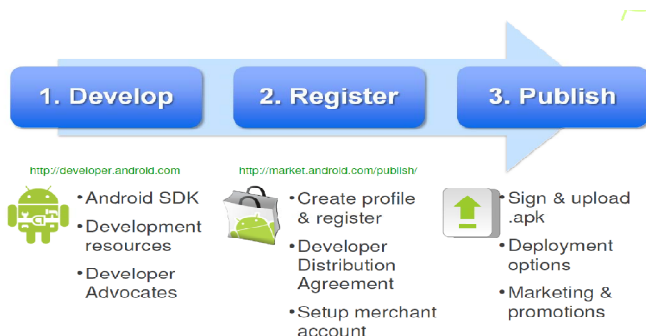 1. Develop
2. Register
3. Publish
http://developer.android.com
• Android SDK
• Development
resources
• Developer
Advocates
http://market.android.com/publish/
• Create profile
& register
• Developer
Distribution
Agreement
• Setup merchant
account
• Sign & upload
.apk
• Deployment
options
• Marketing &
promotions